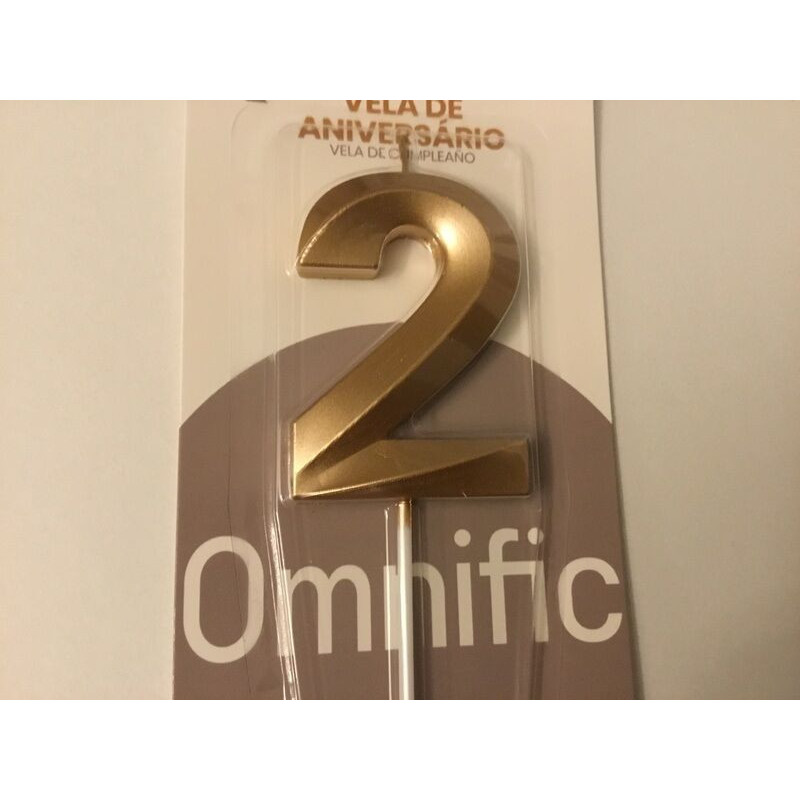 VELA DE
ANIVERSÁRIO
VELA DE CUMPLEAÑO
2
Omnific